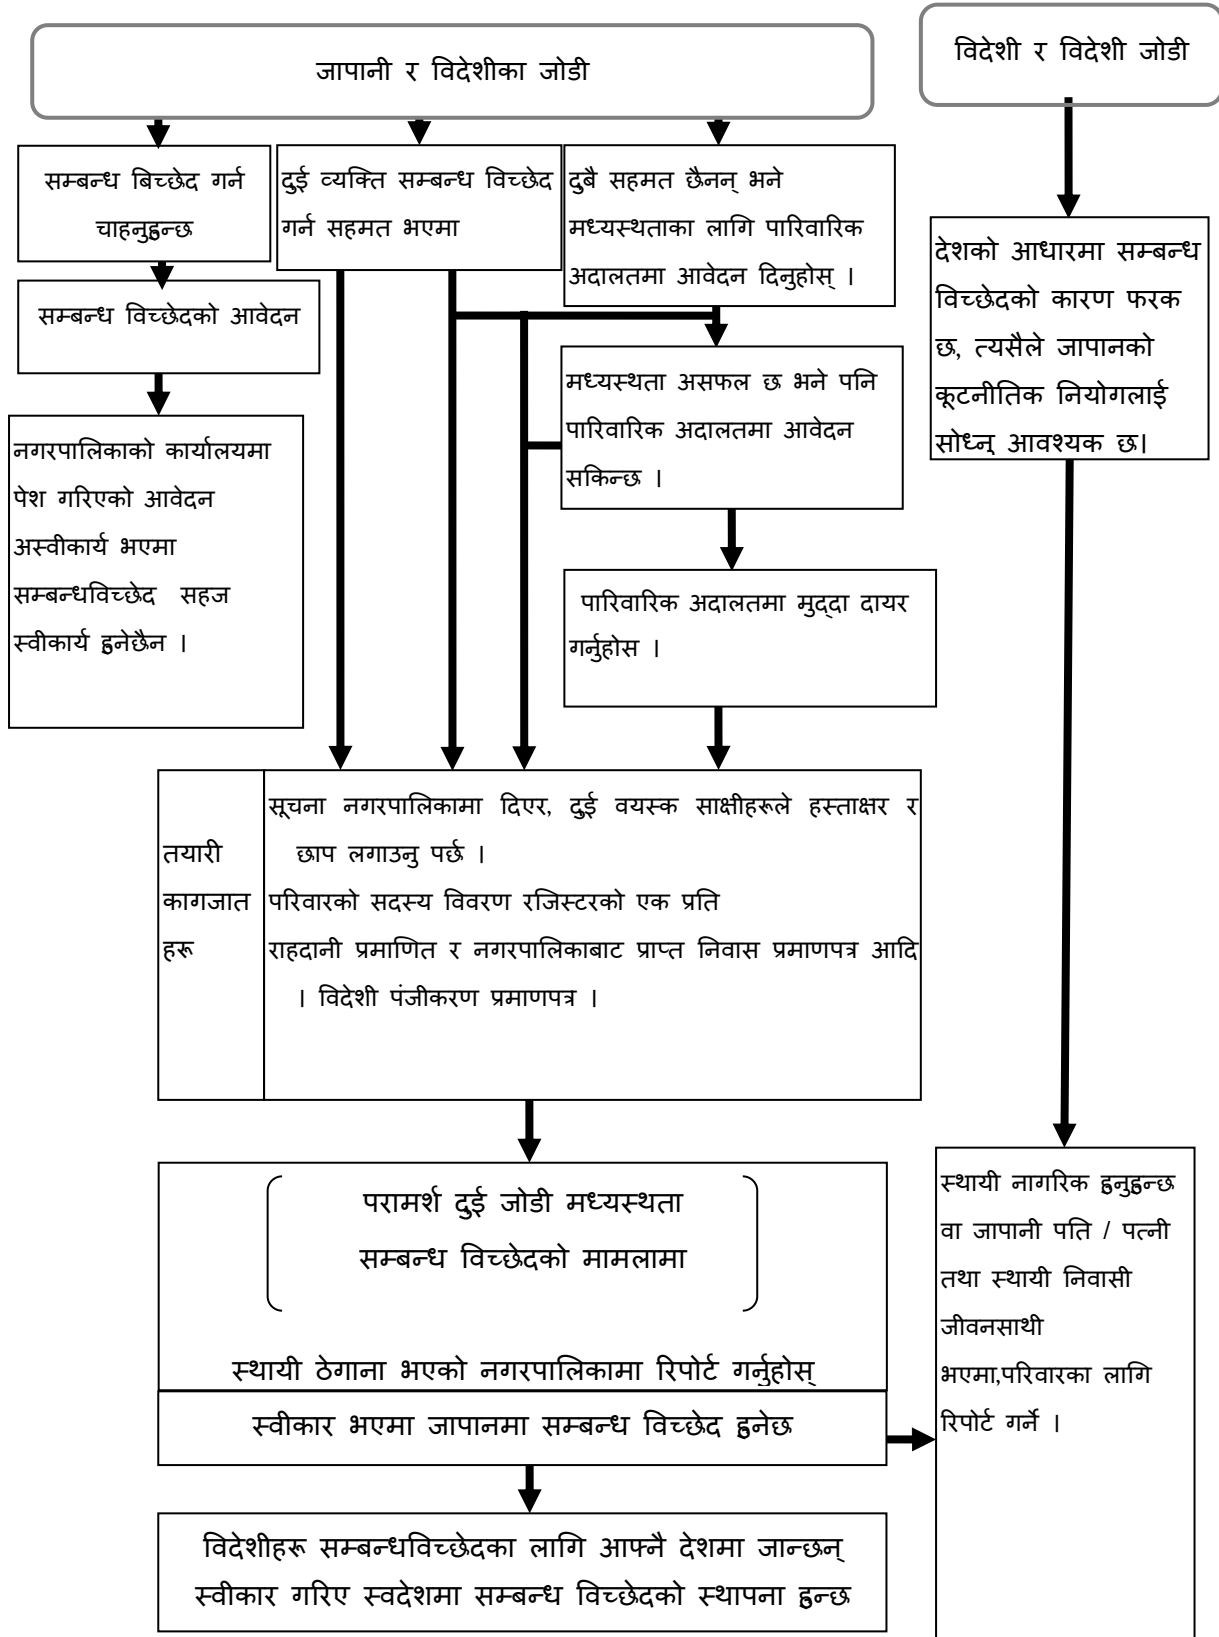 जापानी र विदेशीका जोडी
विदेशी र विदेशी जोडी
सम्बन्ध बिच्छेद गर्न
चाहनुहुन्छ
दुई व्यक्ति सम्बन्ध विच्छेद
गर्न सहमत भएमा
दुबै सहमत छैनन् भने
मध्यस्थताका लागि पारिवारिक
अदालतमा आवेदन दिनुहोस् ।
देशको आधारमा सम्बन्ध
विच्छेदको कारण फरक
छ, त्यसैले जापानको
कूटनीतिक नियोगलाई
सोध्न् आवश्यक छ।
सम्बन्ध विच्छेदको आवेदन
मध्यस्थता असफल छ भने पनि
पारिवारिक अदालतमा आवेदन
सकिन्छ ।
नगरपालिकाको कार्यालयमा
पेश गरिएको आवेदन
अस्वीकार्य भएमा
सम्बन्धविच्छेद सहज
स्वीकार्य हुनेछैन ।
पारिवारिक अदालतमा मुद्दा दायर
गर्नुहोस ।
तयारी
कागजात
हरू
सूचना नगरपालिकामा दिएर, दुई वयस्क साक्षीहरूले हस्ताक्षर र
छाप लगाउनु पर्छ ।
परिवारको सदस्य विवरण रजिस्टरको एक प्रति
राहदानी प्रमाणित र नगरपालिकाबाट प्राप्त निवास प्रमाणपत्र आदि
। विदेशी पंजीकरण प्रमाणपत्र ।
परामर्श दुई जोडी मध्यस्थता
सम्बन्ध विच्छेदको मामलामा
स्थायी ठेगाना भएको नगरपालिकामा रिपोर्ट गर्नुहोस्
स्वीकार भएमा जापानमा सम्बन्ध विच्छेद हुनेछ
स्थायी नागरिक हुनुहुन्छ
वा जापानी पति / पत्नी
तथा स्थायी निवासी
जीवनसाथी
भएमा,परिवारका लागि
रिपोर्ट गर्ने ।
विदेशीहरू सम्बन्धविच्छेदका लागि आफ्नै देशमा जान्छन्
स्वीकार गरिए स्वदेशमा सम्बन्ध विच्छेदको स्थापना हुन्छ